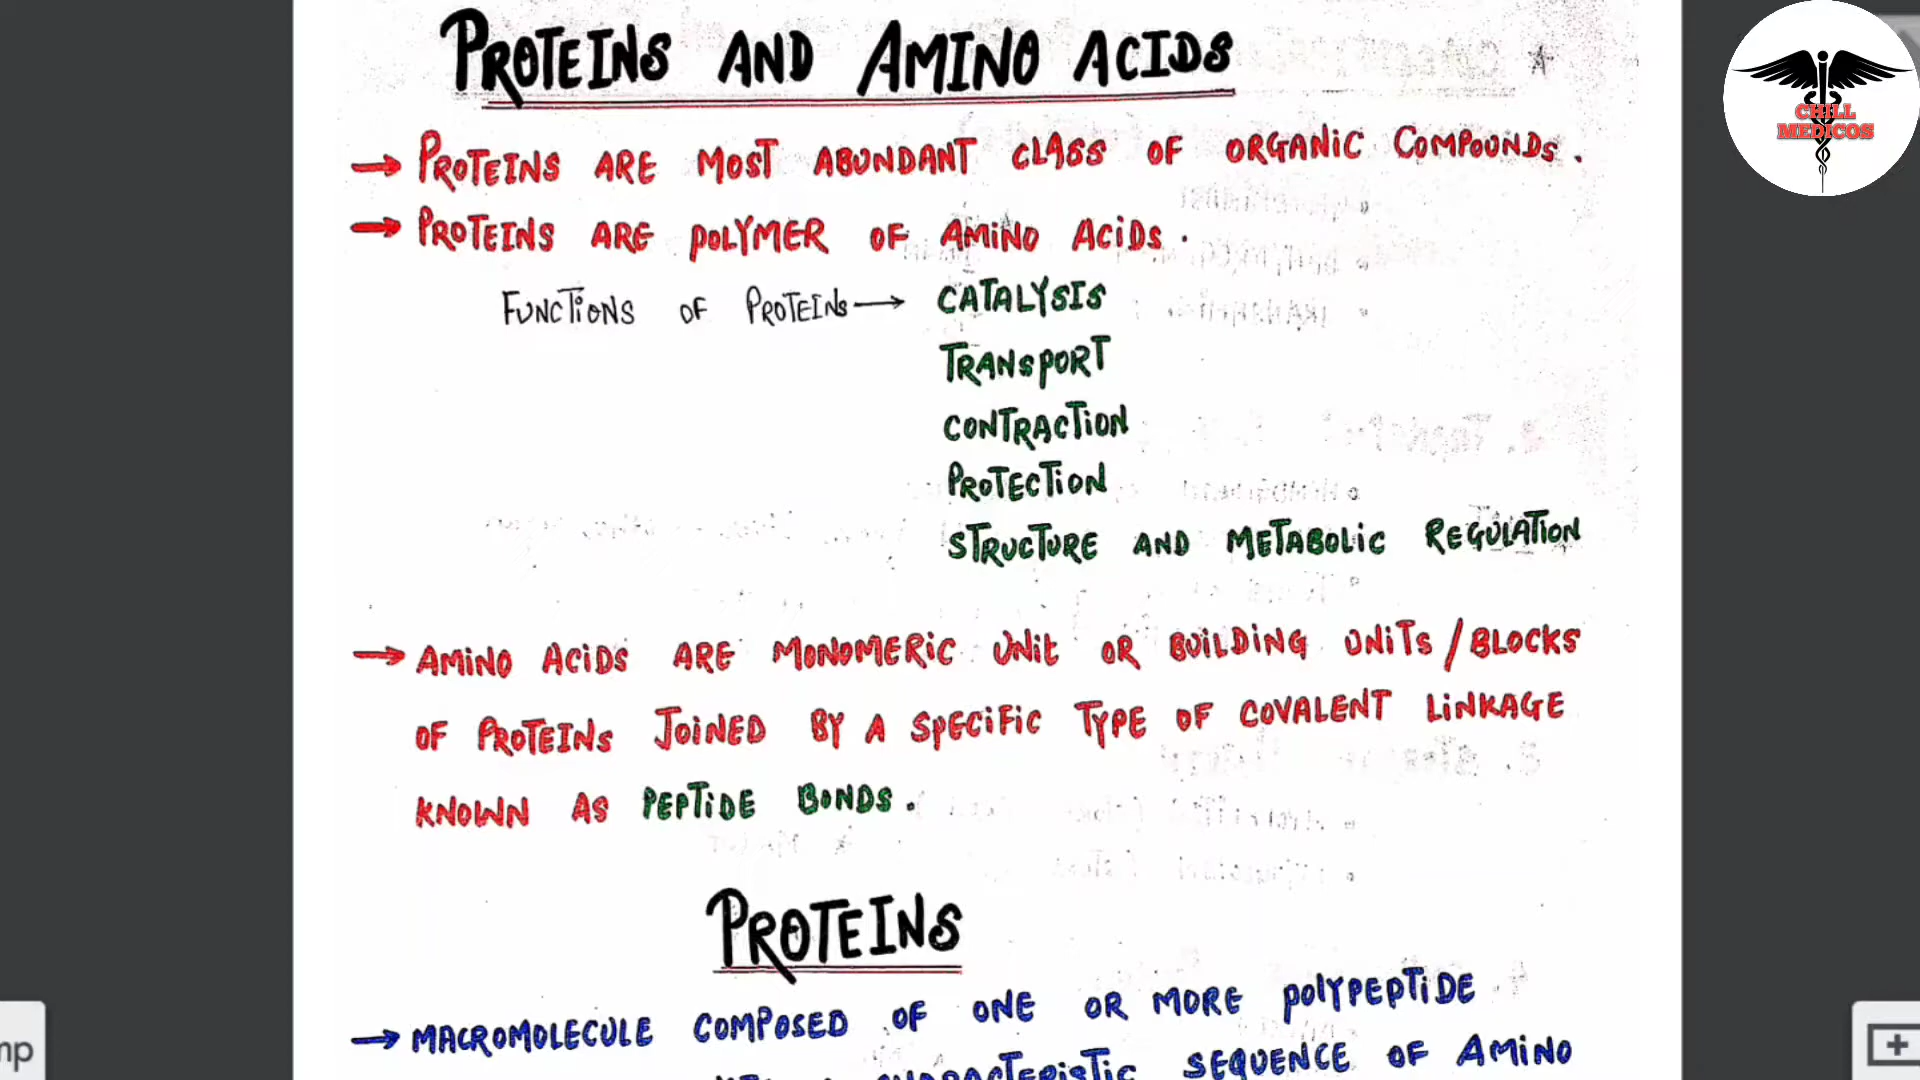 PROTEINS AND AMINO ACIDS
CHILL
MEDICOS
→ PROTEINS ARE MOST ABUNDANT CLASS OF ORGANIC COMPOUNDS.
→ PROTEINS ARE POLYMER OF AMINO ACIDS.
FUNCTIONS OF PROTEINS → CATALYSIS
TRANSPORT
CONTRACTION
PROTECTION
STRUCTURE AND METABOLIC REGULATION
→ AMINO ACIDS ARE MONOMERIC UNIT OR BUILDING UNITS / BLOCKS
OF PROTEINS JOINED BY A SPECIFIC TYPE OF COVALENT LINKAGE
KNOWN AS PEPTIDE BONDS.
PROTEINS
→ MACROMOLECULE COMPOSED OF ONE OR MORE POLYPEPTIDE
CHARACTERISTIC SEQUENCE OF AMINO
mp